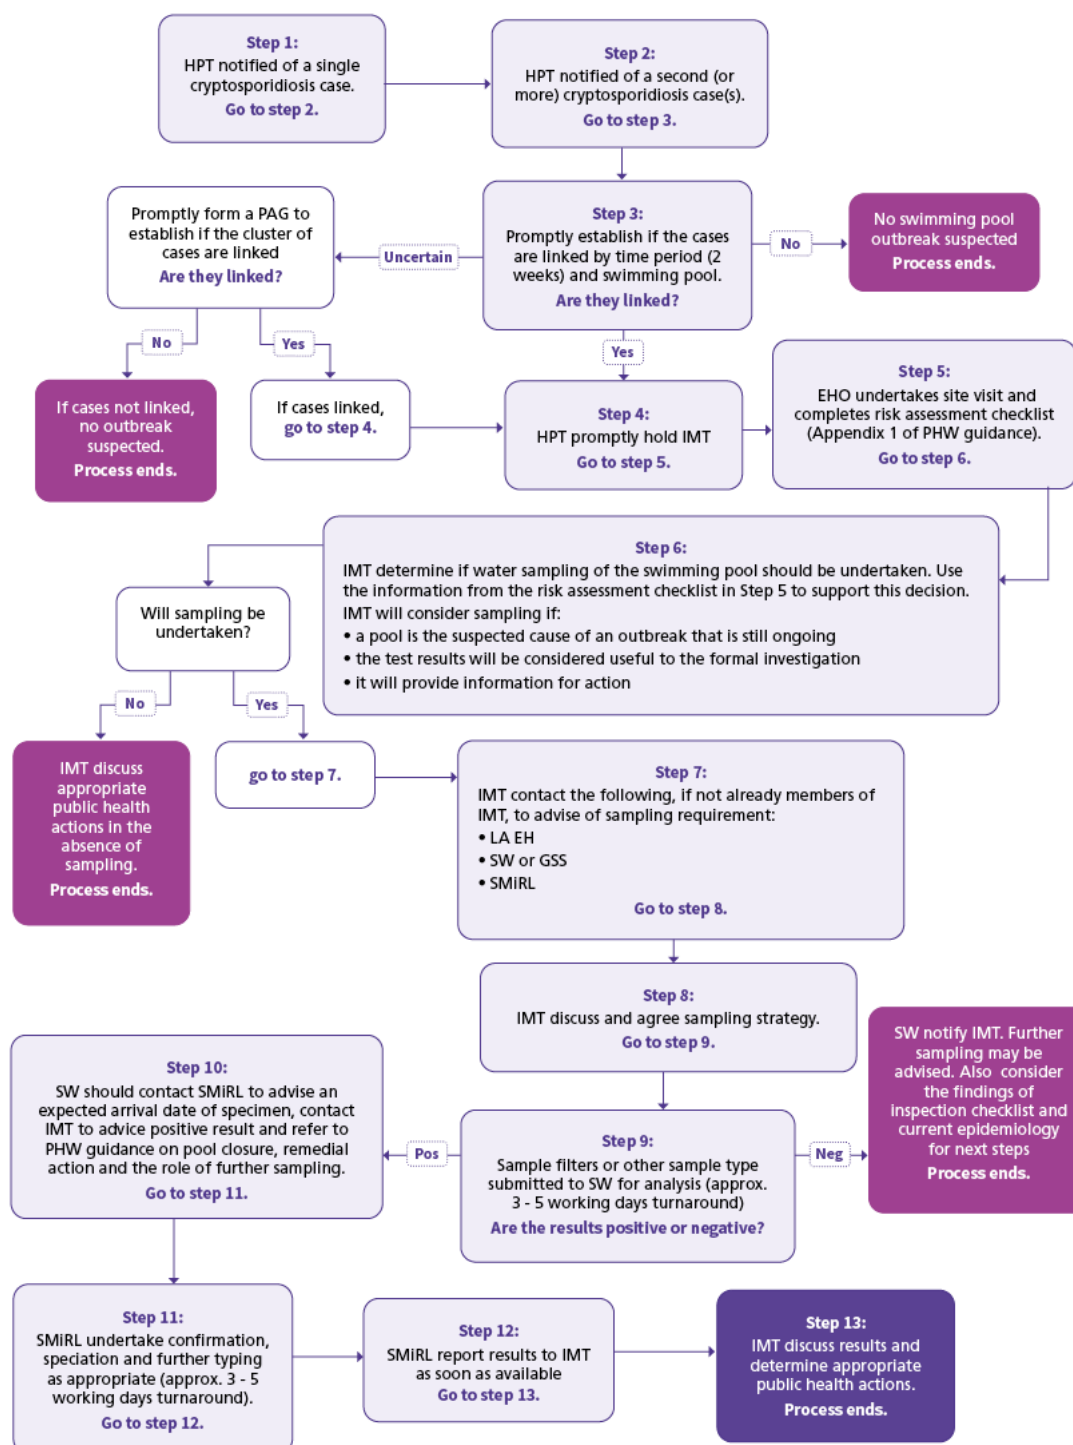 Step 1:
HPT notified of a single
cryptosporidiosis case.
Go to step 2.
Step 2:
HPT notified of a second (or
more) cryptosporidiosis case(s).
Go to step 3.
Step 3:
Promptly establish if the cases
are linked by time period (2
weeks) and swimming pool.
Are they linked?
No
No swimming pool
outbreak suspected
Process ends.
Uncertain
Promptly form a PAG to
establish if the cluster of
cases are linked
Are they linked?
No
If cases not linked,
no outbreak
suspected.
Process ends.
Yes
If cases linked,
go to step 4.
Yes
Step 4:
HPT promptly hold IMT
Go to step 5.
Step 5:
EHO undertakes site visit and
completes risk assessment checklist
(Appendix 1 of PHW guidance).
Go to step 6.
Step 6:
IMT determine if water sampling of the swimming pool should be undertaken. Use
the information from the risk assessment checklist in Step 5 to support this decision.
IMT will consider sampling if:
• a pool is the suspected cause of an outbreak that is still ongoing
• the test results will be considered useful to the formal investigation
• it will provide information for action
Will sampling be
undertaken?
No
IMT discuss
appropriate
public health
actions in the
absence of
sampling.
Process ends.
Yes
go to step 7.
Step 7:
IMT contact the following, if not already members of
IMT, to advise of sampling requirement:
• LA EH
• SW or GSS
• SMiRL
Go to step 8.
Step 8:
IMT discuss and agree sampling strategy.
Go to step 9.
Step 9:
Sample filters or other sample type
submitted to SW for analysis (approx.
3 - 5 working days turnaround)
Are the results positive or negative?
Neg
SW notify IMT. Further
sampling may be
advised. Also consider
the findings of
inspection checklist and
current epidemiology
for next steps
Process ends.
Pos
Step 10:
SW should contact SMiRL to advise an
expected arrival date of specimen, contact
IMT to advice positive result and refer to
PHW guidance on pool closure, remedial
action and the role of further sampling.
Go to step 11.
Step 11:
SMiRL undertake confirmation,
speciation and further typing
as appropriate (approx. 3 - 5
working days turnaround).
Go to step 12.
Step 12:
SMiRL report results to IMT
as soon as available
Go to step 13.
Step 13:
IMT discuss results and
determine appropriate
public health actions.
Process ends.